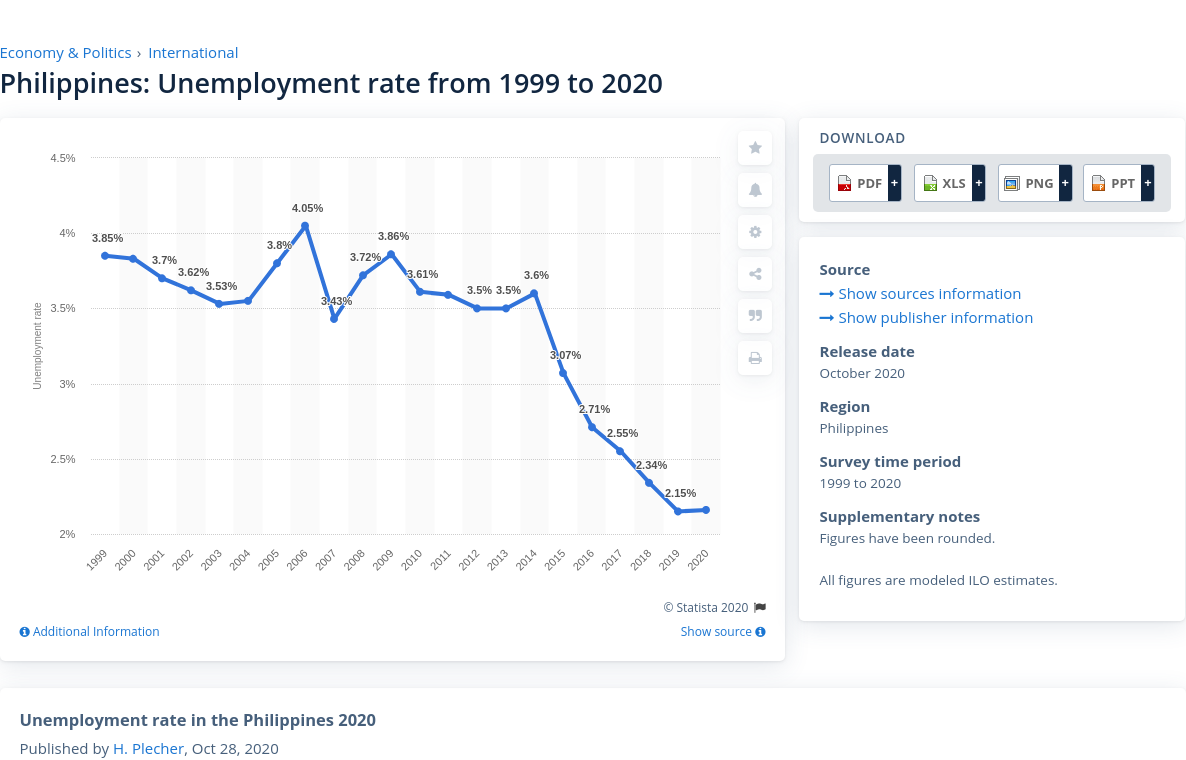 Economy & Politics › International
Philippines: Unemployment rate from 1999 to 2020
4.5%
4%
3.5%
3%
2.5%
2%
Unemployment rate
3.85%
3.7%
3.62%
3.53%
3.8%
4.05%
3.43%
3.72%
3.86%
3.61%
3.5%
3.5%
3.6%
3.07%
2.71%
2.55%
2.34%
2.15%
1999
2000
2001
2002
2003
2004
2005
2006
2007
2008
2009
2010
2011
2012
2013
2014
2015
2016
2017
2018
2019
2020
© Statista 2020
Additional Information
Show source
DOWNLOAD
PDF +
XLS +
PNG +
PPT +
Source
Show sources information
Show publisher information
Release date
October 2020
Region
Philippines
Survey time period
1999 to 2020
Supplementary notes
Figures have been rounded.
All figures are modeled ILO estimates.
Unemployment rate in the Philippines 2020
Published by H. Plecher, Oct 28, 2020